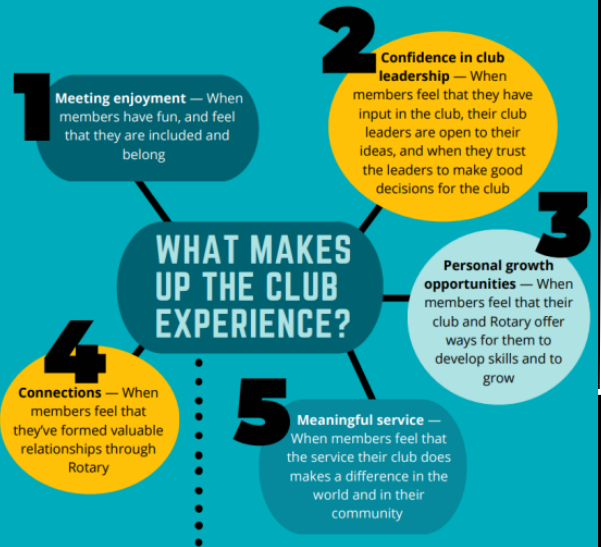 1
Meeting enjoyment — When
members have fun, and feel
that they are included and
belong
2
Confidence in club
leadership — When
members feel that they have
input in the club, their club
leaders are open to their
ideas, and when they trust
the leaders to make good
decisions for the club
WHAT MAKES
UP THE CLUB
EXPERIENCE?
3
Personal growth
opportunities — When
members feel that their
club and Rotary offer
ways for them to
develop skills and to
grow
4
Connections — When
members feel that
they’ve formed valuable
relationships through
Rotary
5
Meaningful service —
When members feel that
the service their club does
makes a difference in the
world and in their
community